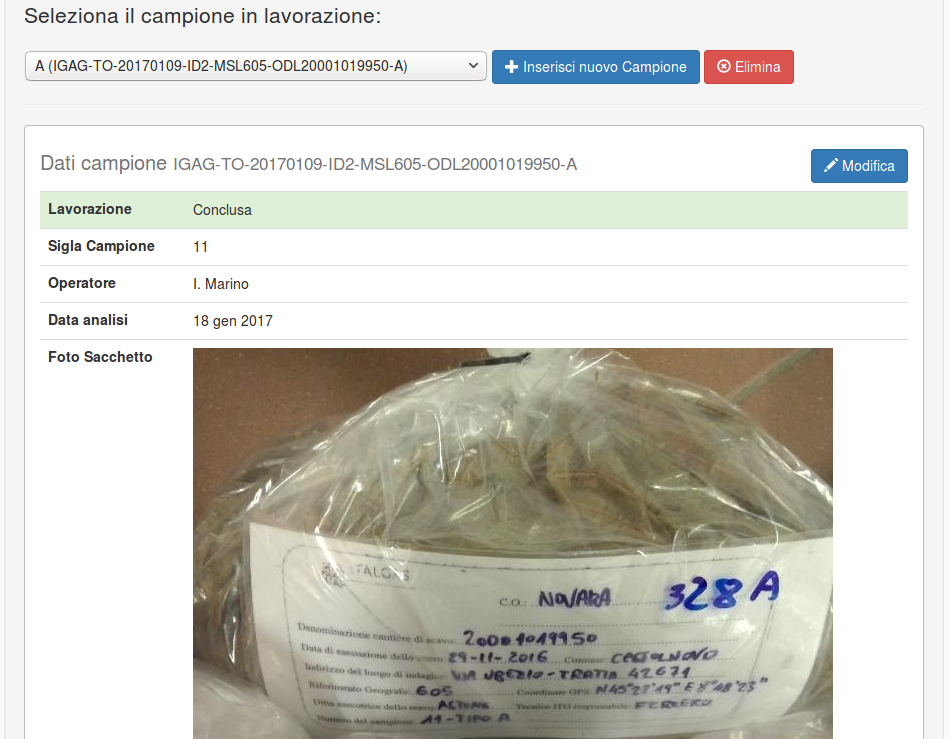 Seleziona il campione in lavorazione:
A (IGAG-TO-20170109-ID2-MSL605-ODL20001019950-A)
Inserisci nuovo Campione
Elimina
Dati campione IGAG-TO-20170109-ID2-MSL605-ODL20001019950-A
Modifica
Lavorazione Conclusa
Sigla Campione 11
Operatore I. Marino
Data analisi 18 gen 2017
Foto Sacchetto
C.O.: NOVARA 328 A
Denominazione cantiere di scavo: 20001019950
Data di esecuzione dello scavo: 29-11-2016 Comune:
Indirizzo del luogo di indagine: VIA UBEZIO-TRATTA 42671
Riferimento Geografico: 605 Coordinate GPS: N45°27'19" E 8°48'23"
Ditta esecutrice dello scavo: Tecnico ITG responsabile: FERRERO
Numero del campione: 11-TIPO A